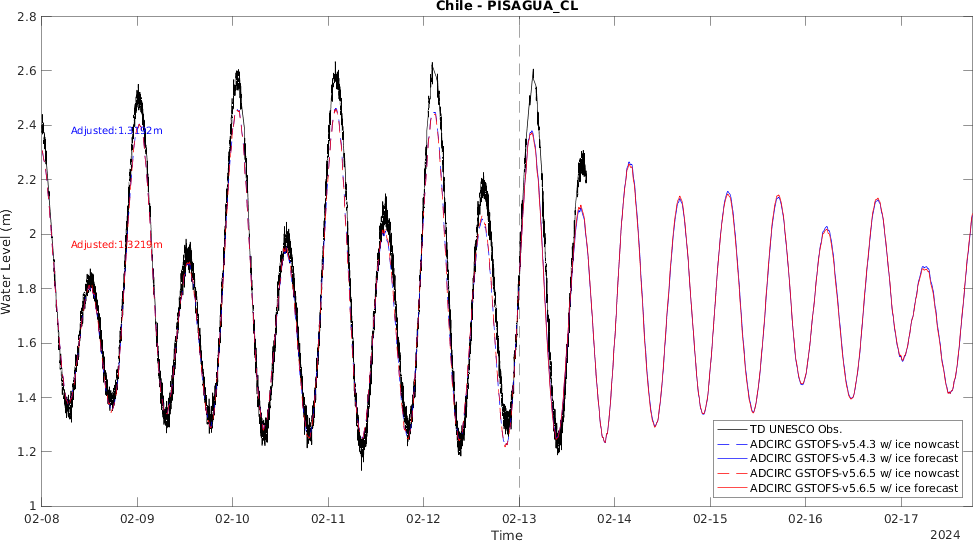 Chile - PISAGUA_CL
2.8
2.6
2.4
2.2
2
1.8
1.6
1.4
1.2
1
Water Level (m)
Adjusted:1.3192m
Adjusted:1.3219m
TD UNESCO Obs.
ADCIRC GSTOFS-v5.4.3 w/ ice nowcast
ADCIRC GSTOFS-v5.4.3 w/ ice forecast
ADCIRC GSTOFS-v5.6.5 w/ ice nowcast
ADCIRC GSTOFS-v5.6.5 w/ ice forecast
02-08 02-09 02-10 02-11 02-12 02-13 02-14 02-15 02-16 02-17
Time
2024